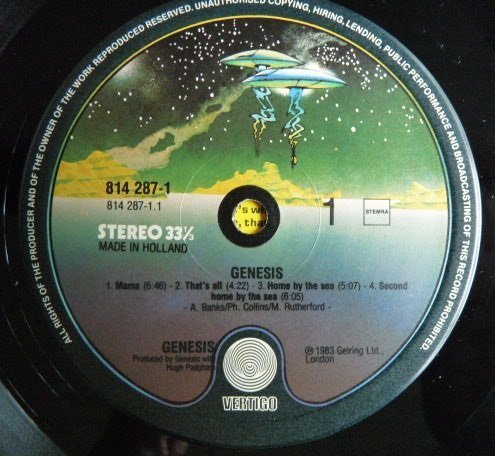 ALL RIGHTS OF THE PRODUCER AND OF THE OWNER OF THE WORK REPRODUCED RESERVED. UNAUTHORISED COPYING, HIRING, LENDING, PUBLIC PERFORMANCE AND BROADCASTING OF THIS RECORD PROHIBITED.
814 287-1
814 287-1.1
STEREO 33⅓
MADE IN HOLLAND
1
STEMRA
GENESIS
1. Mama (6:46) - 2. That's all (4:22) - 3. Home by the sea (5:07) - 4. Second
home by the sea (6:05)
- A. Banks/Ph. Collins/M. Rutherford -
GENESIS
Produced by Genesis with
Hugh Padgham
℗ 1983 Gelring Ltd.,
London
VERTIGO